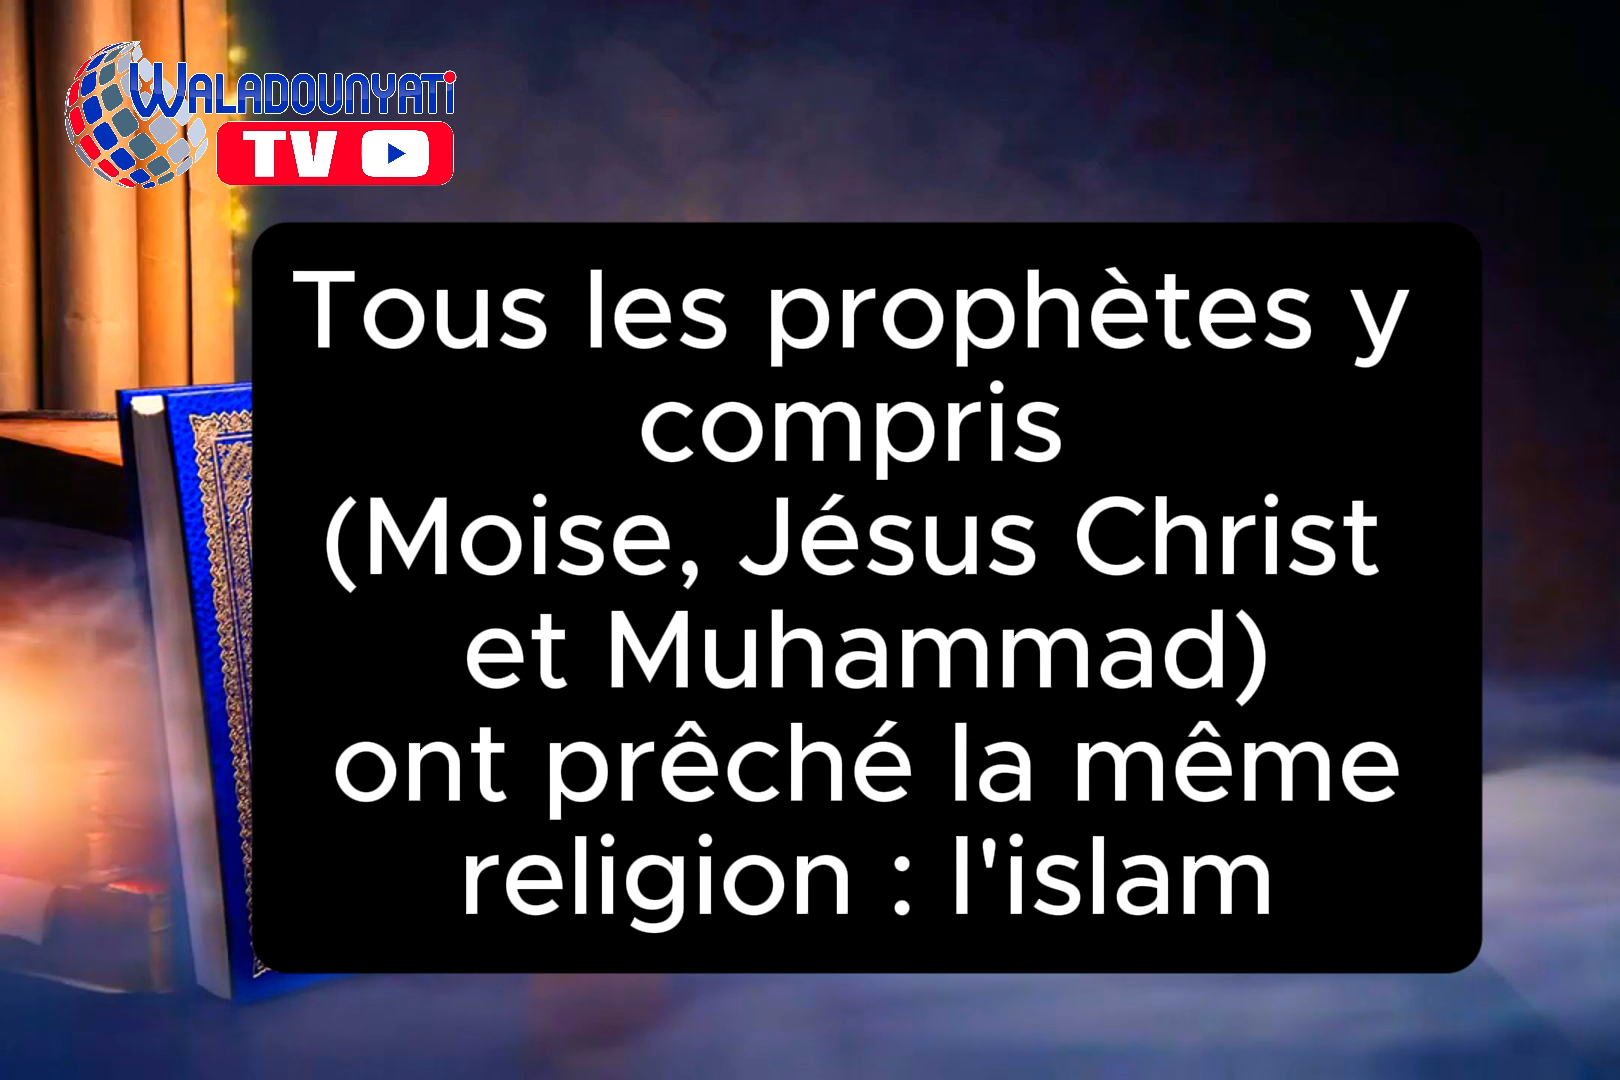 WALADOUNYATI
TV
Tous les prophètes y
compris
(Moise, Jésus Christ
et Muhammad)
ont prêché la même
religion : l'islam